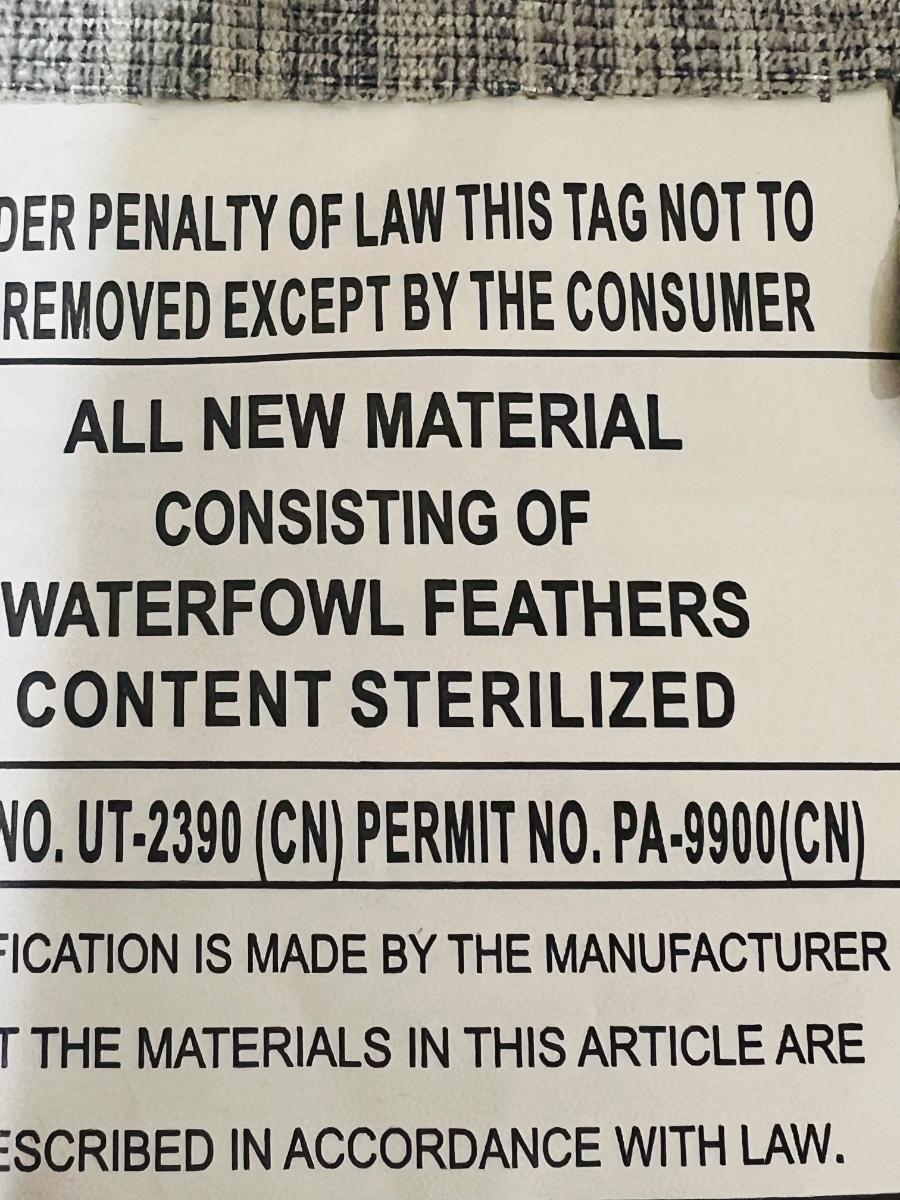 DER PENALTY OF LAW THIS TAG NOT TO
REMOVED EXCEPT BY THE CONSUMER
ALL NEW MATERIAL
CONSISTING OF
WATERFOWL FEATHERS
CONTENT STERILIZED
NO. UT-2390 (CN) PERMIT NO. PA-9900(CN)
FICATION IS MADE BY THE MANUFACTURER
T THE MATERIALS IN THIS ARTICLE ARE
ESCRIBED IN ACCORDANCE WITH LAW.